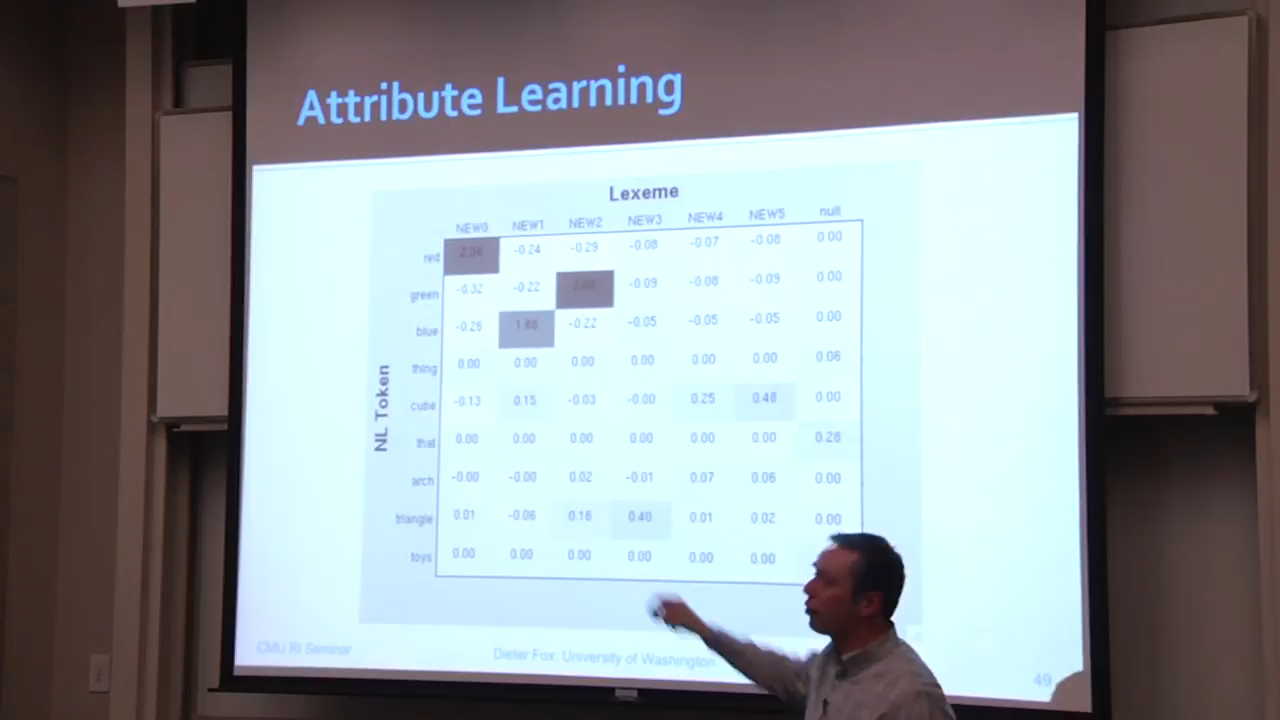 Attribute Learning
Lexeme
NEW0 NEW1 NEW2 NEW3 NEW4 NEW5 null
red -0.24 -0.29 -0.08 -0.07 -0.08 0.00
green -0.32 -0.22 -0.09 -0.08 -0.09 0.00
blue -0.26 1.86 -0.22 -0.05 -0.05 -0.05 0.00
thing 0.00 0.00 0.00 0.00 0.00 0.00 0.06
cube -0.13 0.15 -0.03 -0.00 0.25 0.48 0.00
that 0.00 0.00 0.00 0.00 0.00 0.00 0.28
arch -0.00 -0.00 0.02 -0.01 0.07 0.06 0.00
triangle 0.01 -0.06 0.16 0.40 0.01 0.02 0.00
toys 0.00 0.00 0.00 0.00 0.00 0.00
NL Token
CMU RI Seminar
Dieter Fox: University of Washington
49